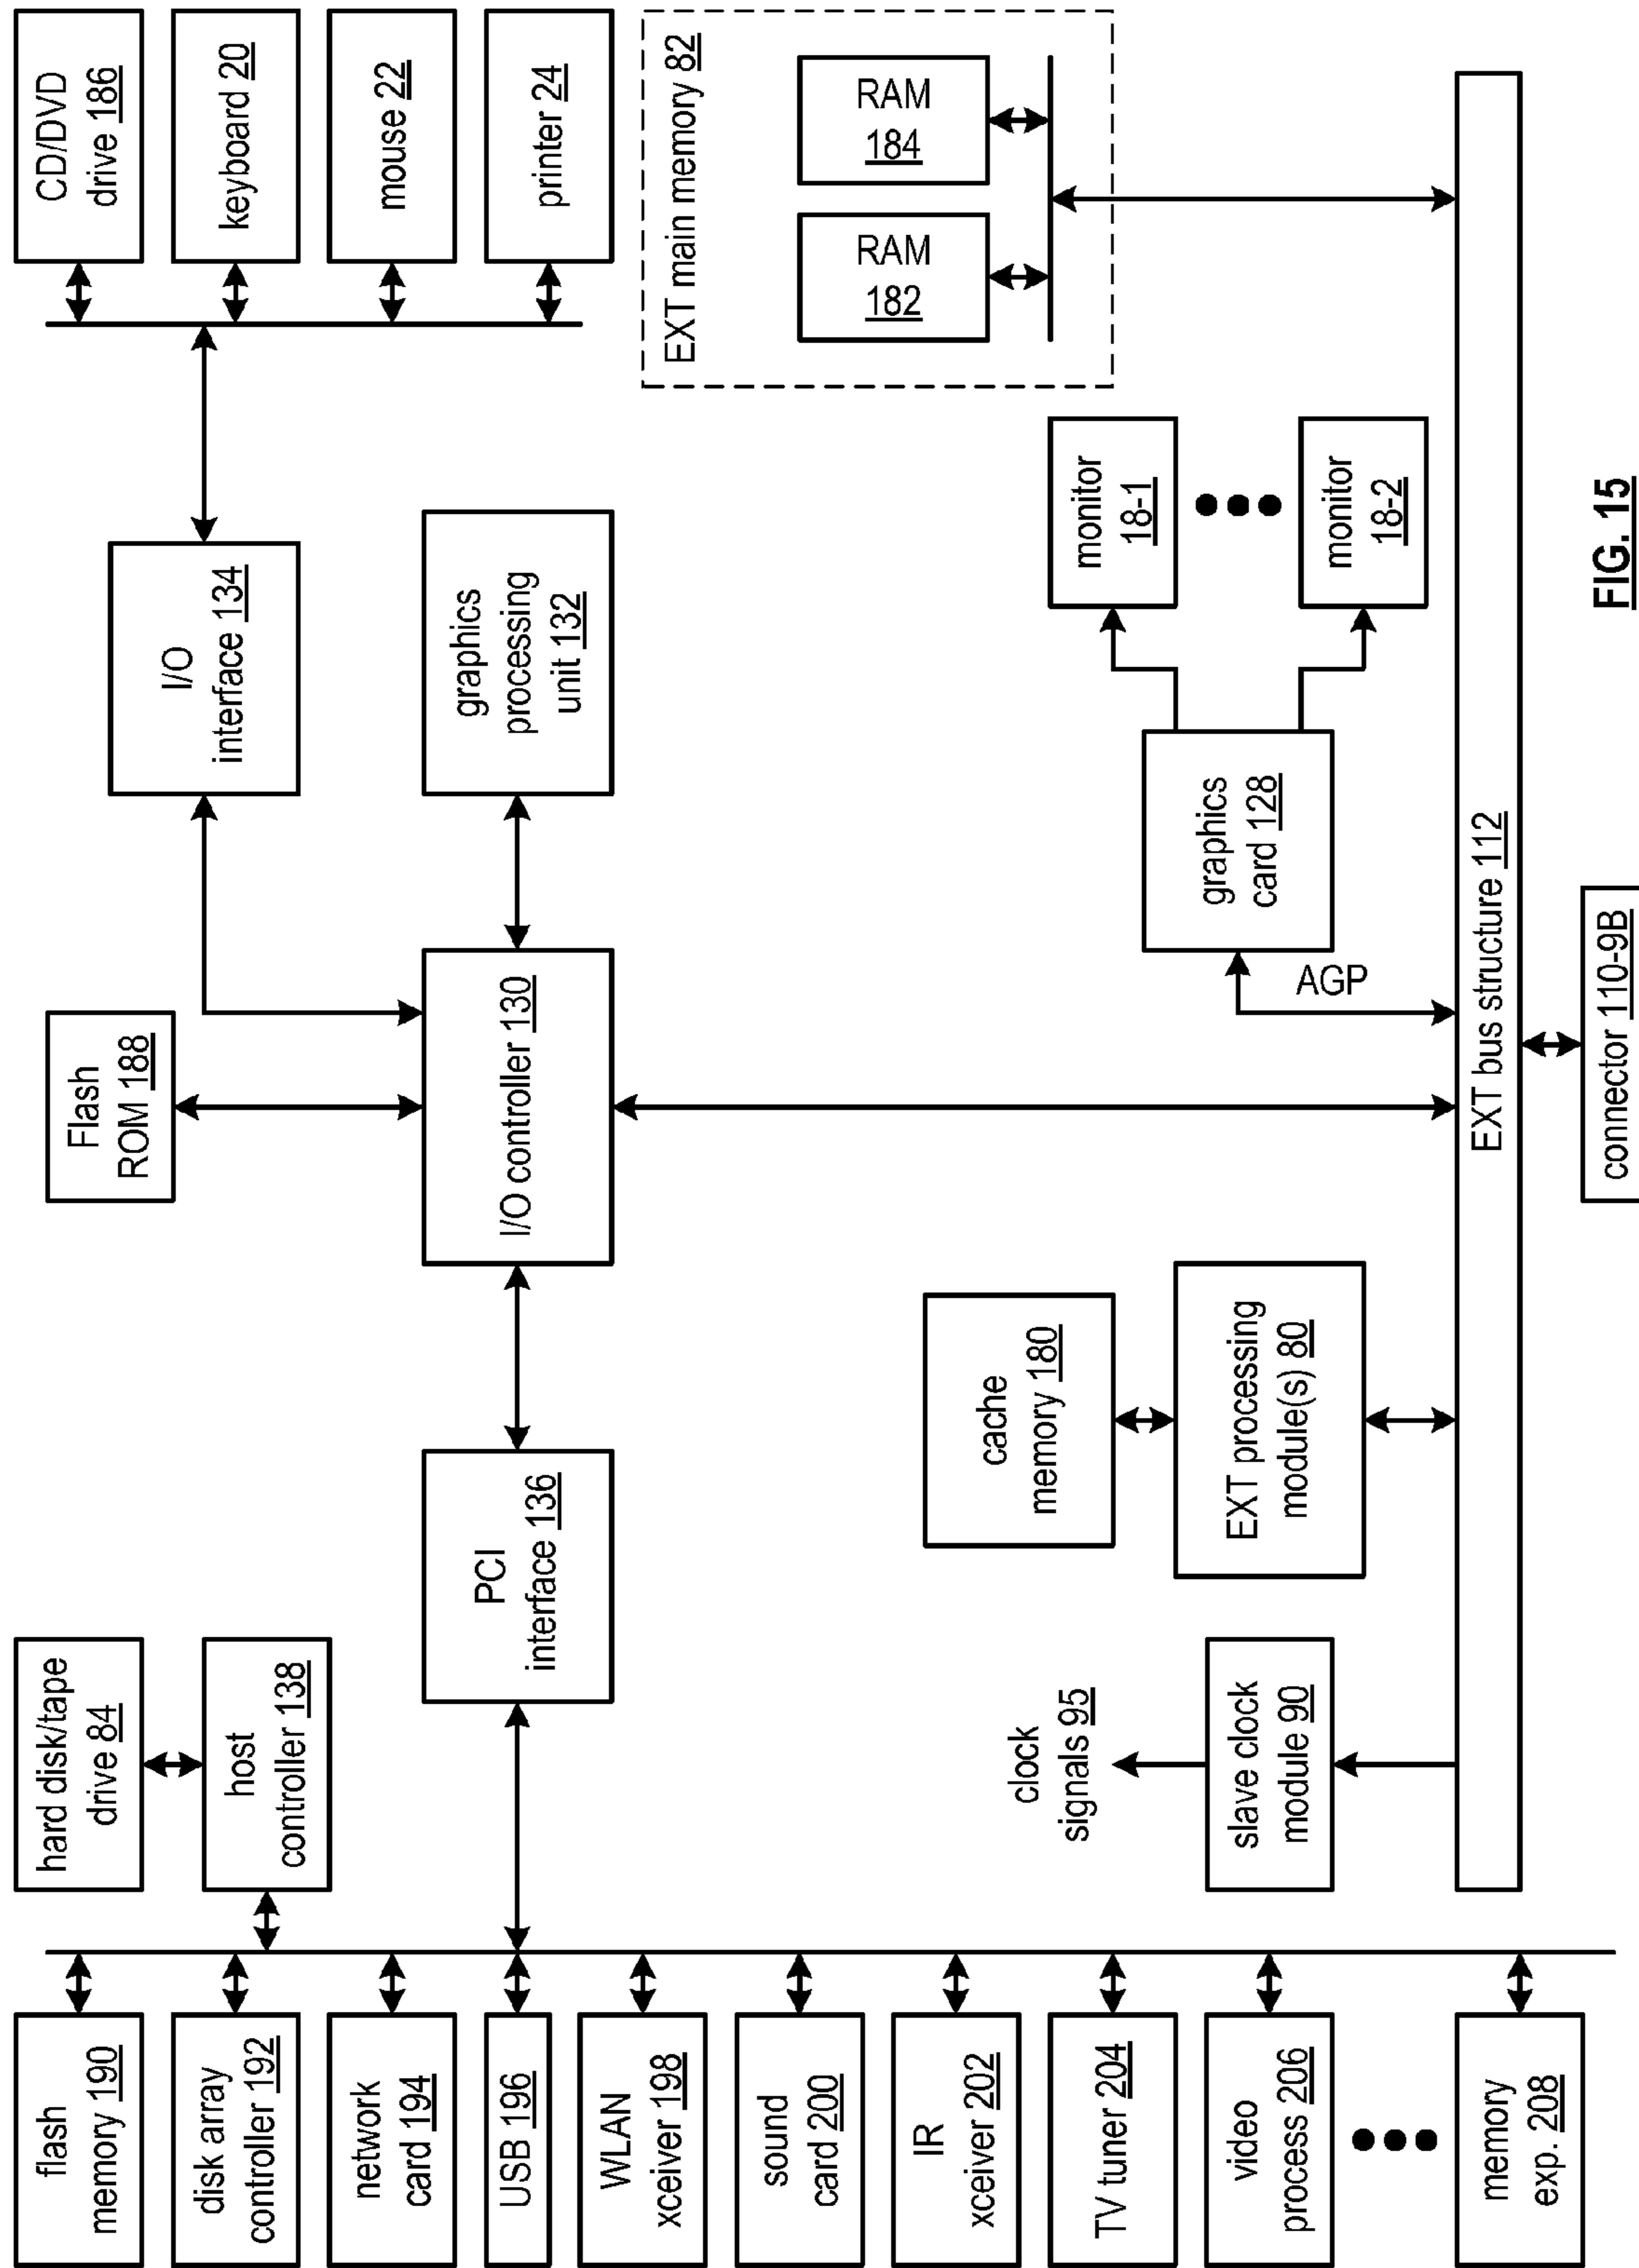 flash
memory 190
disk array
controller 192
network
card 194
USB 196
WLAN
xceiver 198
sound
card 200
IR
xceiver 202
TV tuner 204
video
process 206
memory
exp. 208
hard disk/tape
drive 84
host
controller 138
PCI
interface 136
clock
signals 95
slave clock
module 90
cache
memory 180
EXT processing
module(s) 80
Flash
ROM 188
I/O controller 130
I/O
interface 134
graphics
processing
unit 132
AGP
graphics
card 128
monitor
18-1
monitor
18-2
CD/DVD
drive 186
keyboard 20
mouse 22
printer 24
EXT main memory 82
RAM
182
RAM
184
EXT bus structure 112
connector 110-9B
FIG. 15